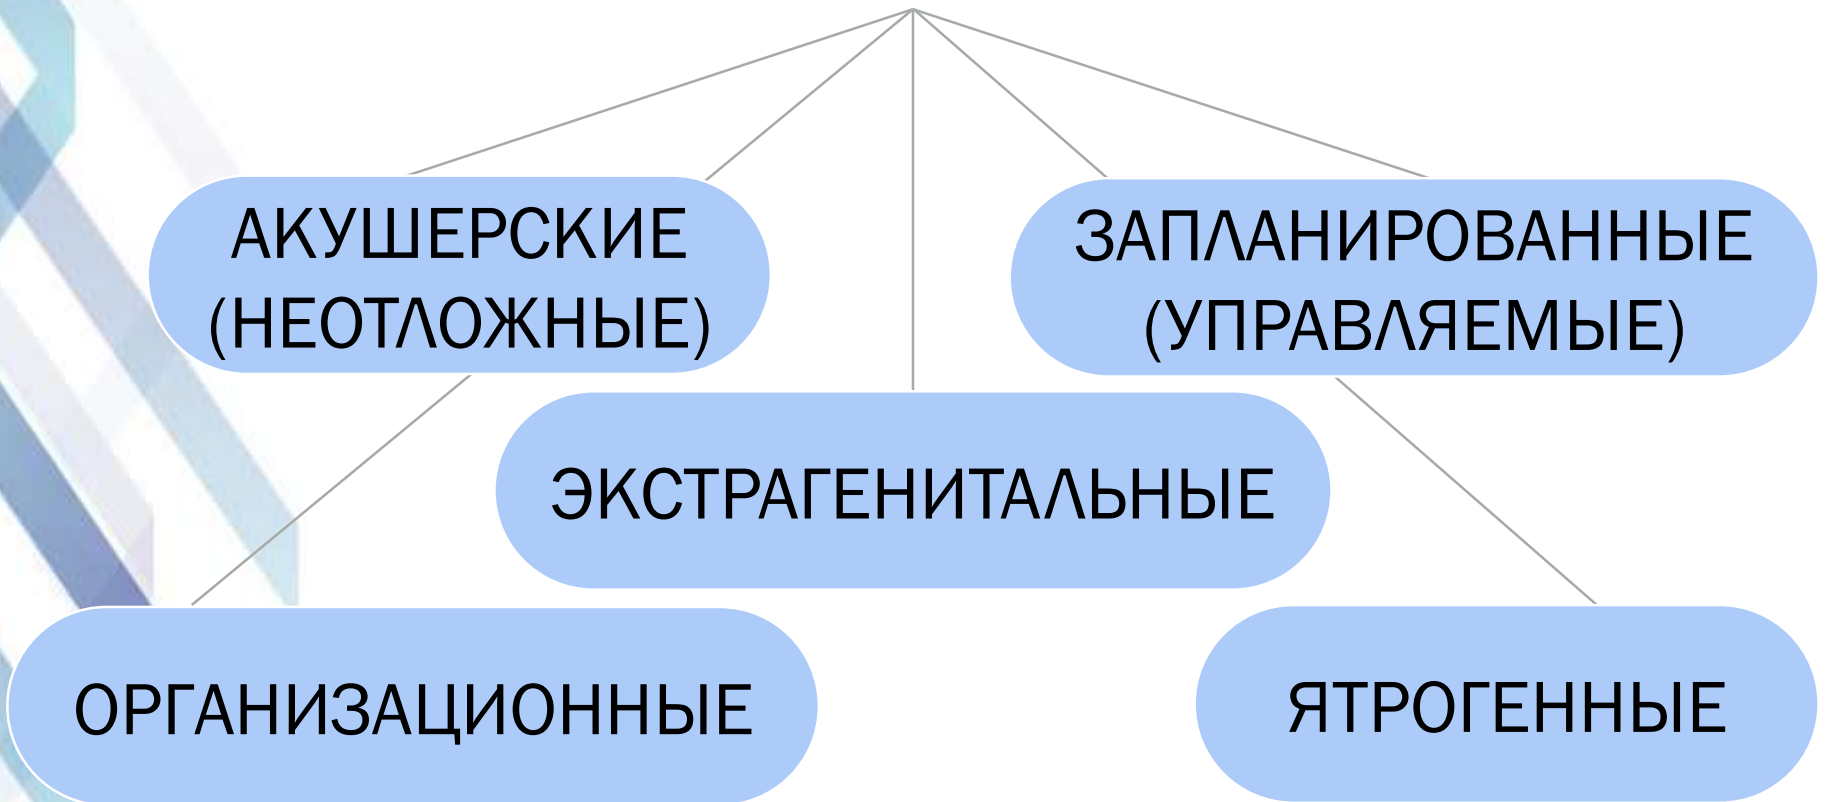 АКУШЕРСКИЕ
(НЕОТЛОЖНЫЕ)
ЗАПЛАНИРОВАННЫЕ
(УПРАВЛЯЕМЫЕ)
ЭКСТРАГЕНИТАЛЬНЫЕ
ОРГАНИЗАЦИОННЫЕ
ЯТРОГЕННЫЕ